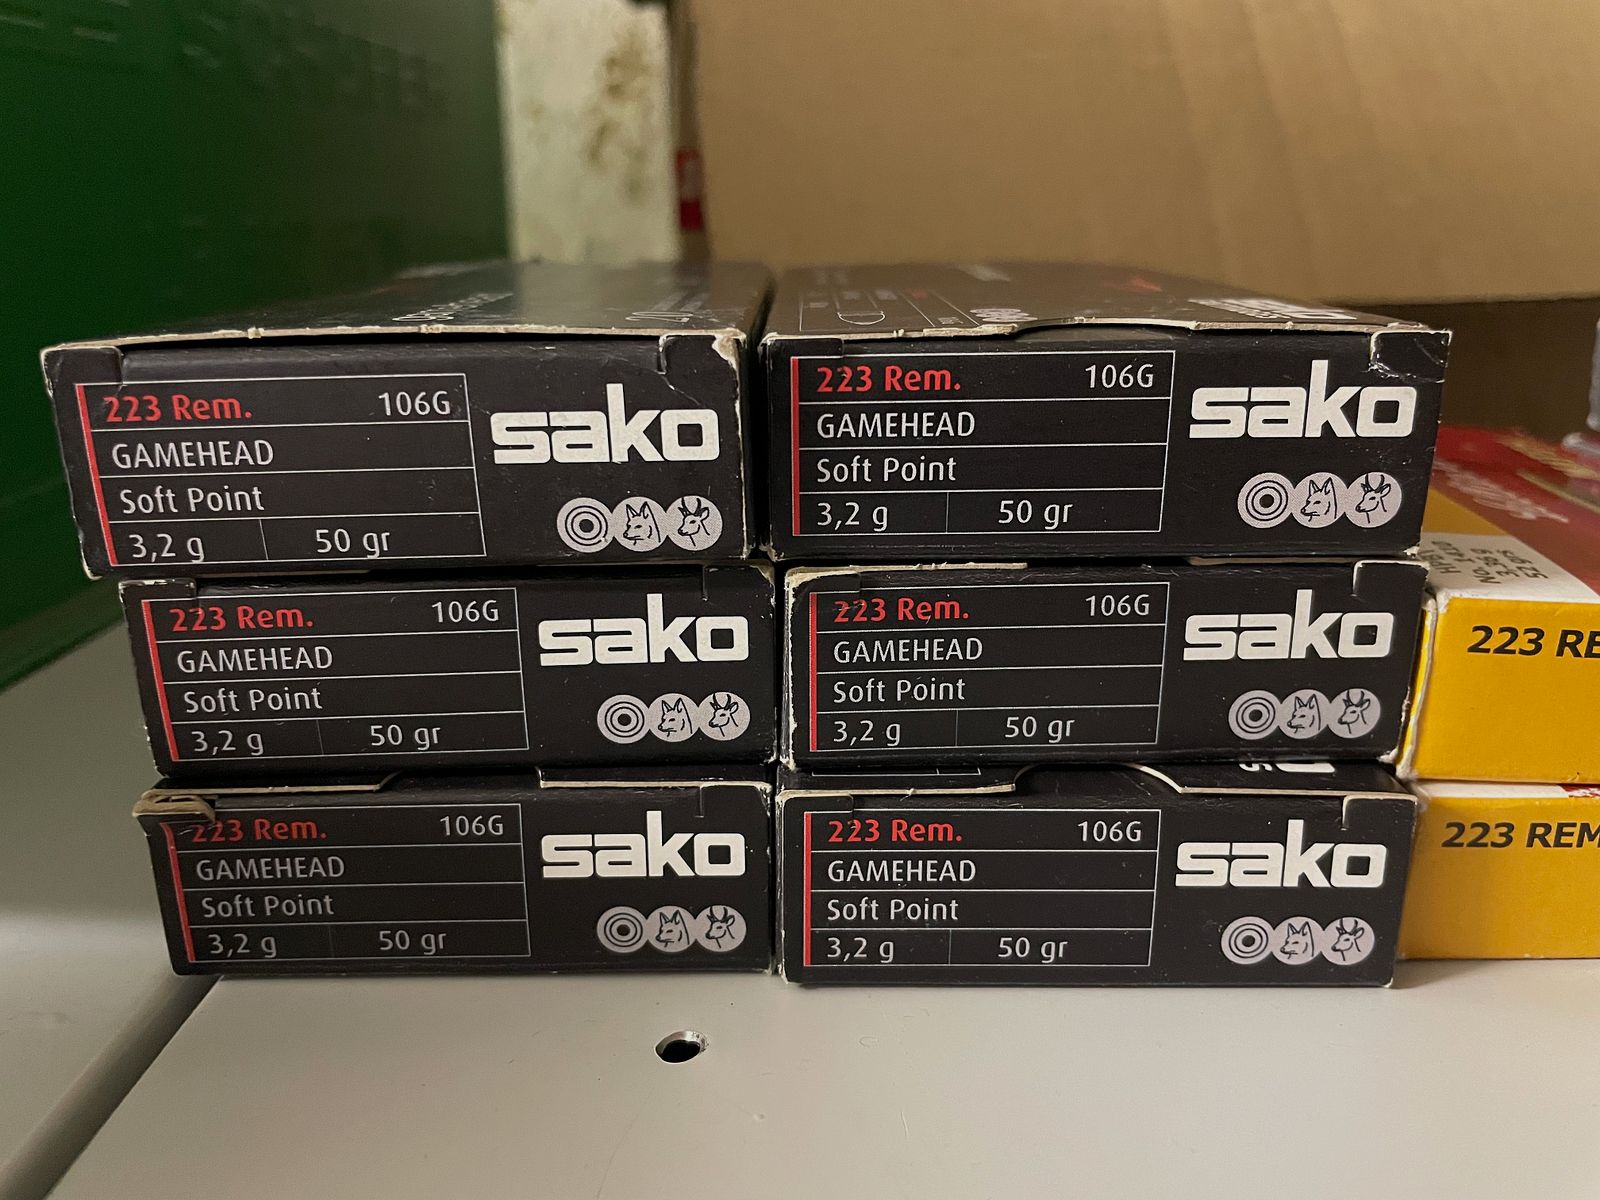 223 Rem. 106G
GAMEHEAD
Soft Point
3,2 g 50 gr
sako
223 Rem. 106G
GAMEHEAD
Soft Point
3,2 g 50 gr
sako
223 Rem. 106G
GAMEHEAD
Soft Point
3,2 g 50 gr
sako
223 Rem. 106G
GAMEHEAD
Soft Point
3,2 g 50 gr
sako
223 RE
223 Rem. 106G
GAMEHEAD
Soft Point
3,2 g 50 gr
sako
223 Rem. 106G
GAMEHEAD
Soft Point
3,2 g 50 gr
sako
223 REM